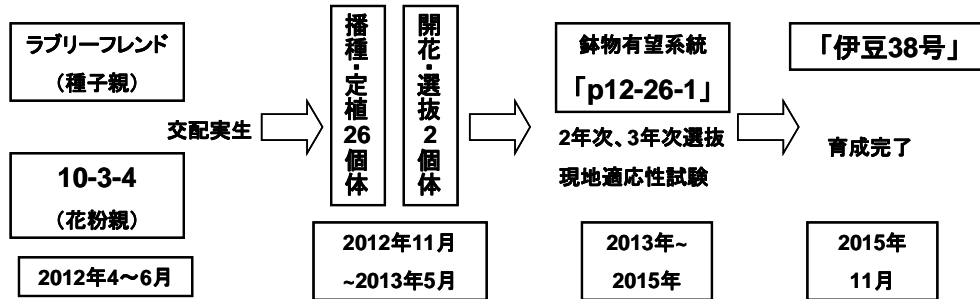 ラブリーフレンド
（種子親）
10-3-4
（花粉親）
2012年4～6月
交配実生
播種・定植26個体
開花・選抜2個体
2012年11月
~2013年5月
鉢物有望系統
「p12-26-1」
2年次、3年次選抜
現地適応性試験
2013年~
2015年
「伊豆38号」
育成完了
2015年
11月